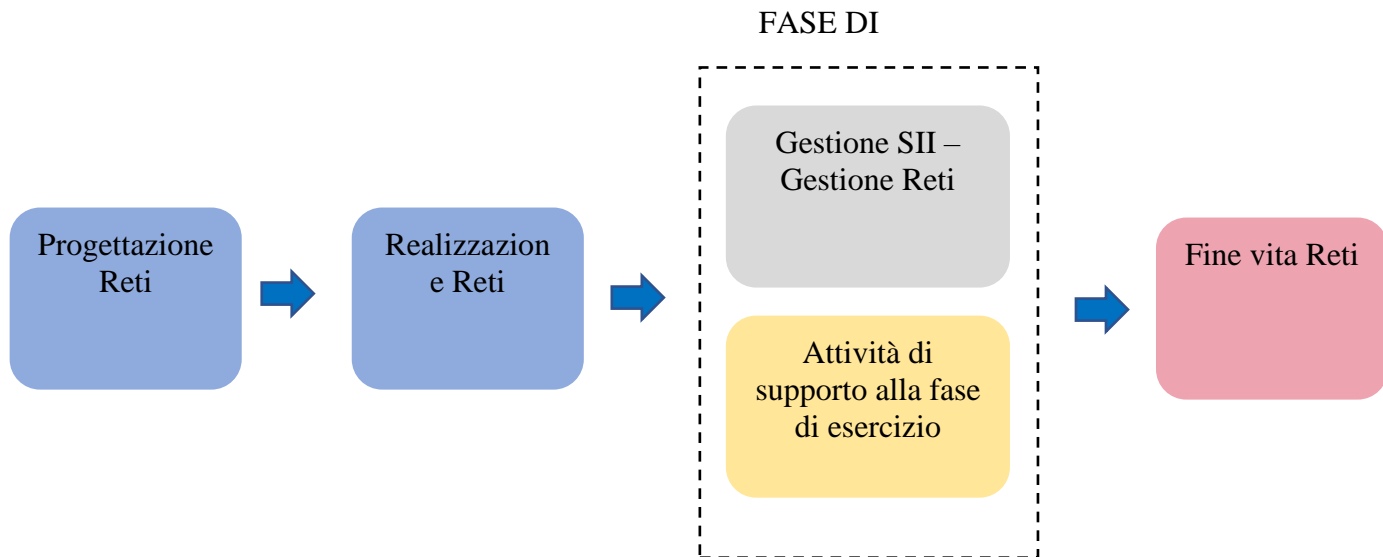 FASE DI
Progettazione
Reti
Realizzazion
e Reti
Gestione SII –
Gestione Reti
Attività di
supporto alla fase
di esercizio
Fine vita Reti